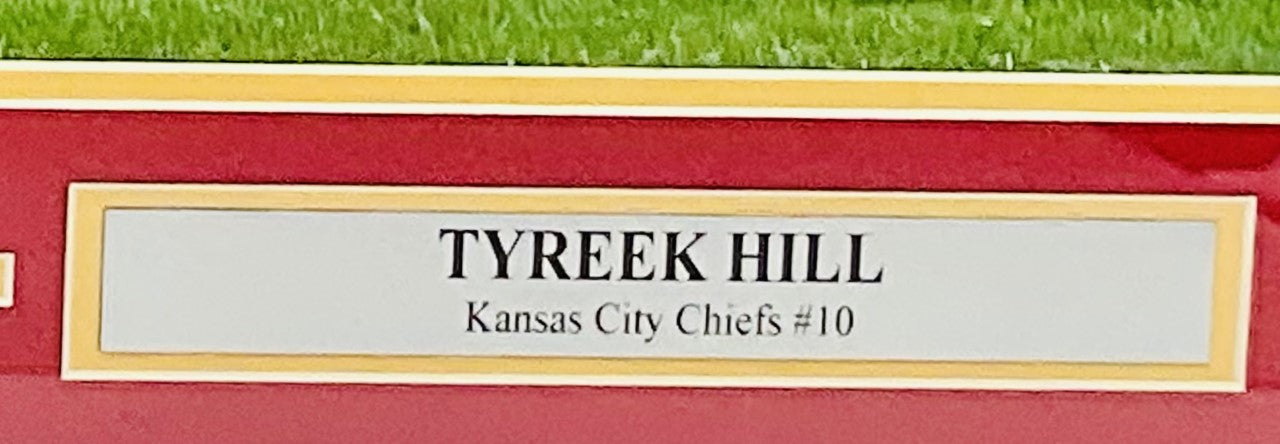 TYREEK HILL
Kansas City Chiefs #10